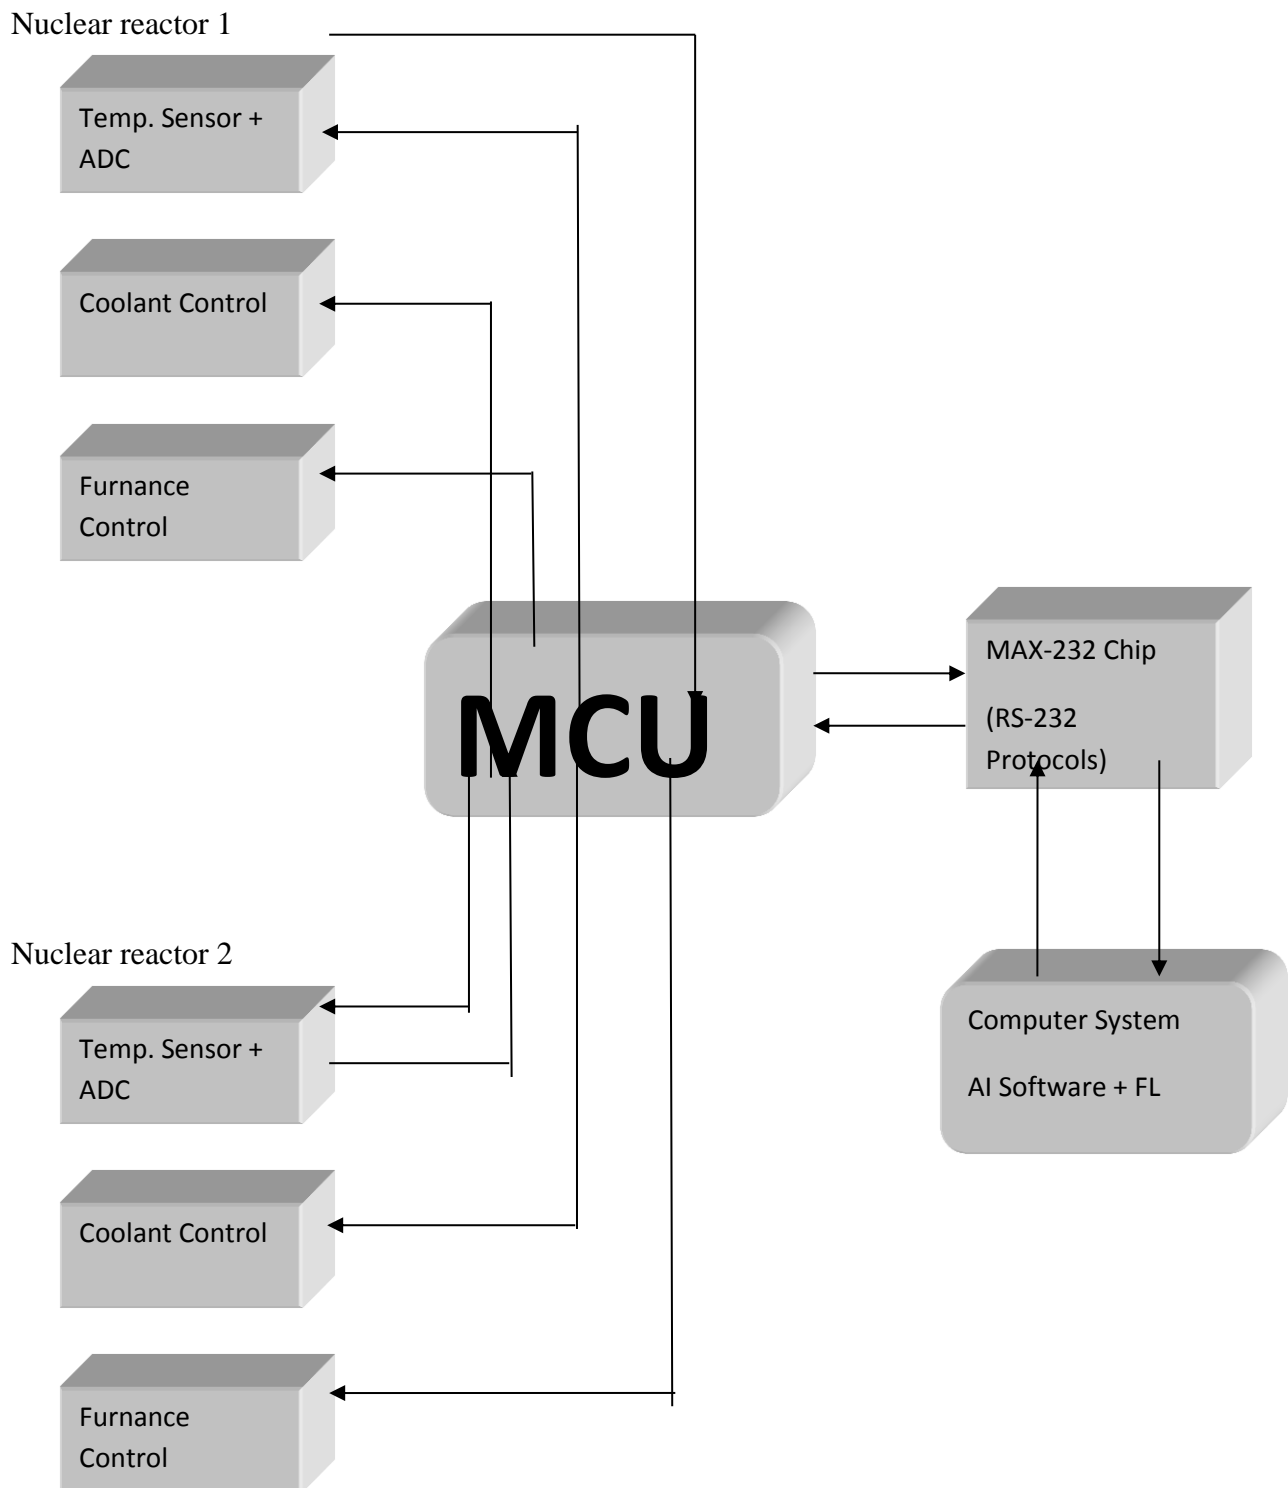 Nuclear reactor 1
Temp. Sensor +
ADC
Coolant Control
Furnance
Control
MCU
MAX-232 Chip
(RS-232
Protocols)
Nuclear reactor 2
Temp. Sensor +
ADC
Computer System
AI Software + FL
Coolant Control
Furnance
Control